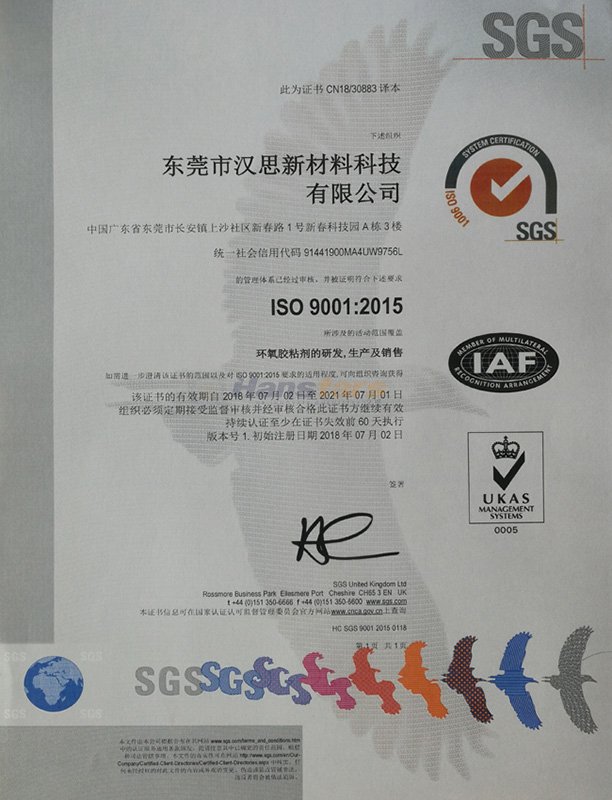 SGS
此为证书 CN18/30883 译本
下述组织
东莞市汉思新材料科技
有限公司
中国广东省东莞市长安镇上沙社区新春路 1 号新春科技园 A 栋 3 楼
统一社会信用代码 91441900MA4UW9756L
的管理体系已经过审核，并被证明符合下述要求
ISO 9001:2015
所涉及的活动范围覆盖
环氧胶粘剂的研发, 生产及销售
如需进一步澄清该证书的范围以及对 ISO 9001:2015 要求的适用程度, 可向组织咨询获得
该证书的有效期自 2018 年 07 月 02 日至 2021 年 07 月 01 日
组织必须定期接受监督审核并经审核合格此证书方继续有效
持续认证至少在证书失效前 60 天执行
版本号 1. 初始注册日期 2018 年 07 月 02 日
签署
SGS United Kingdom Ltd
Rossmore Business Park Ellesmere Port Cheshire CH65 3 EN UK
t +44 (0)151 350-6666 f +44 (0)151 350-6600 www.sgs.com
本证书信息可在国家认证认可监督管理委员会官方网站www.cnca.gov.cn上查询
HC SGS 9001 2015 0118
第 1 页 共 1 页
SYSTEM CERTIFICATION
ISO 9001
SGS
MEMBER OF MULTILATERAL
IAF
RECOGNITION ARRANGEMENT
UKAS
MANAGEMENT
SYSTEMS
0005
SGS SGS
SGS SGS SGS SGS
SGS SGS